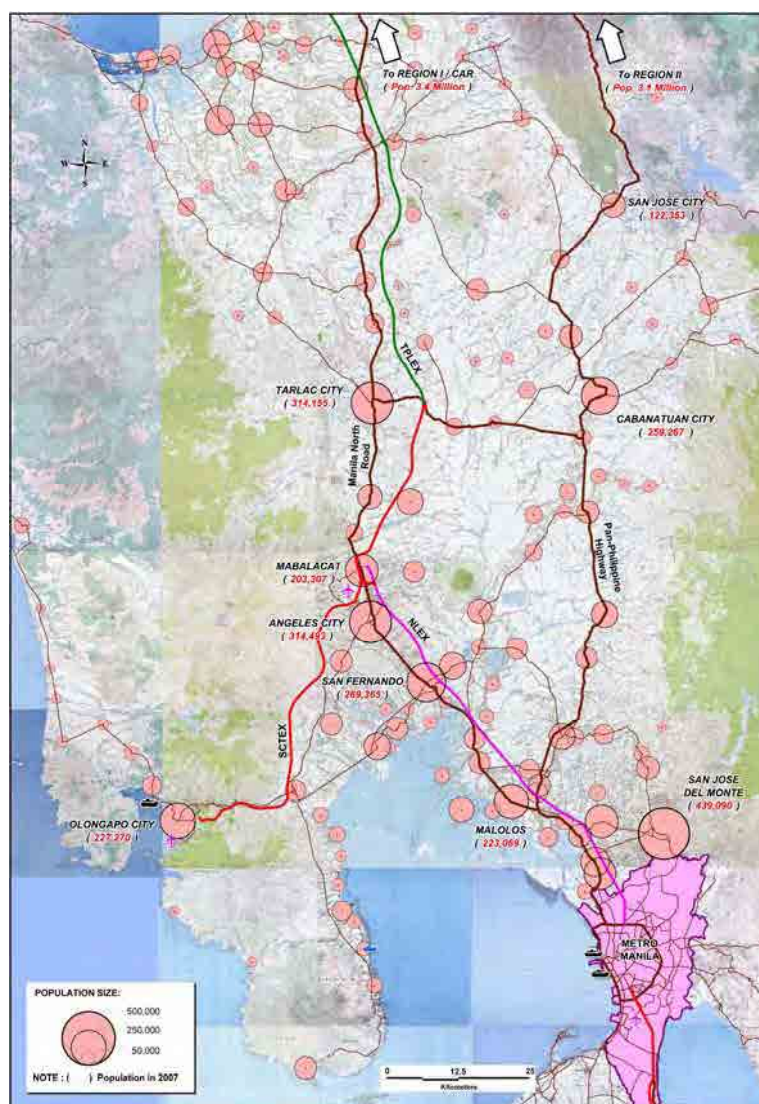 To REGION I / CAR
( Pop. 3.4 Million )
To REGION II
( Pop. 3.1 Million )
N
W E
S
SAN JOSE CITY
( 122,353 )
TPLEX
TARLAC CITY
( 314,155 )
CABANATUAN CITY
( 259,267 )
Manila North
Road
Pan-Philippine
Highway
MABALACAT
( 203,307 )
ANGELES CITY
( 314,493 )
NLEX
SAN FERNANDO
( 269,365 )
SCTEX
SAN JOSE
DEL MONTE
( 439,090 )
OLONGAPO CITY
( 227,270 )
MALOLOS
( 223,069 )
METRO
MANILA
POPULATION SIZE:
500,000
250,000
50,000
NOTE : ( ) Population in 2007
0 12.5 25
Kilometers